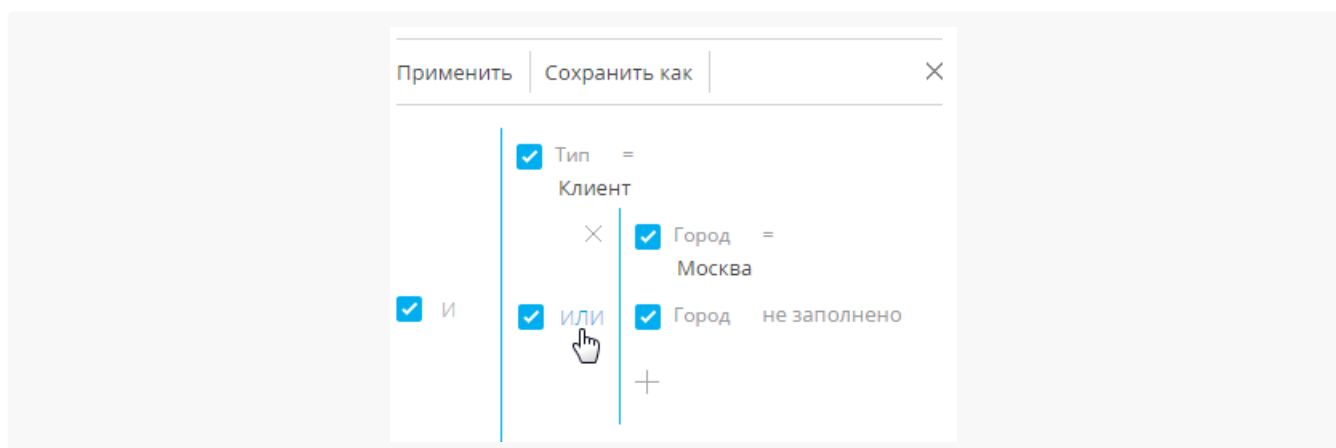 Применить Сохранить как
Тип =
Клиент
Город =
Москва
И ИЛИ Город не заполнено